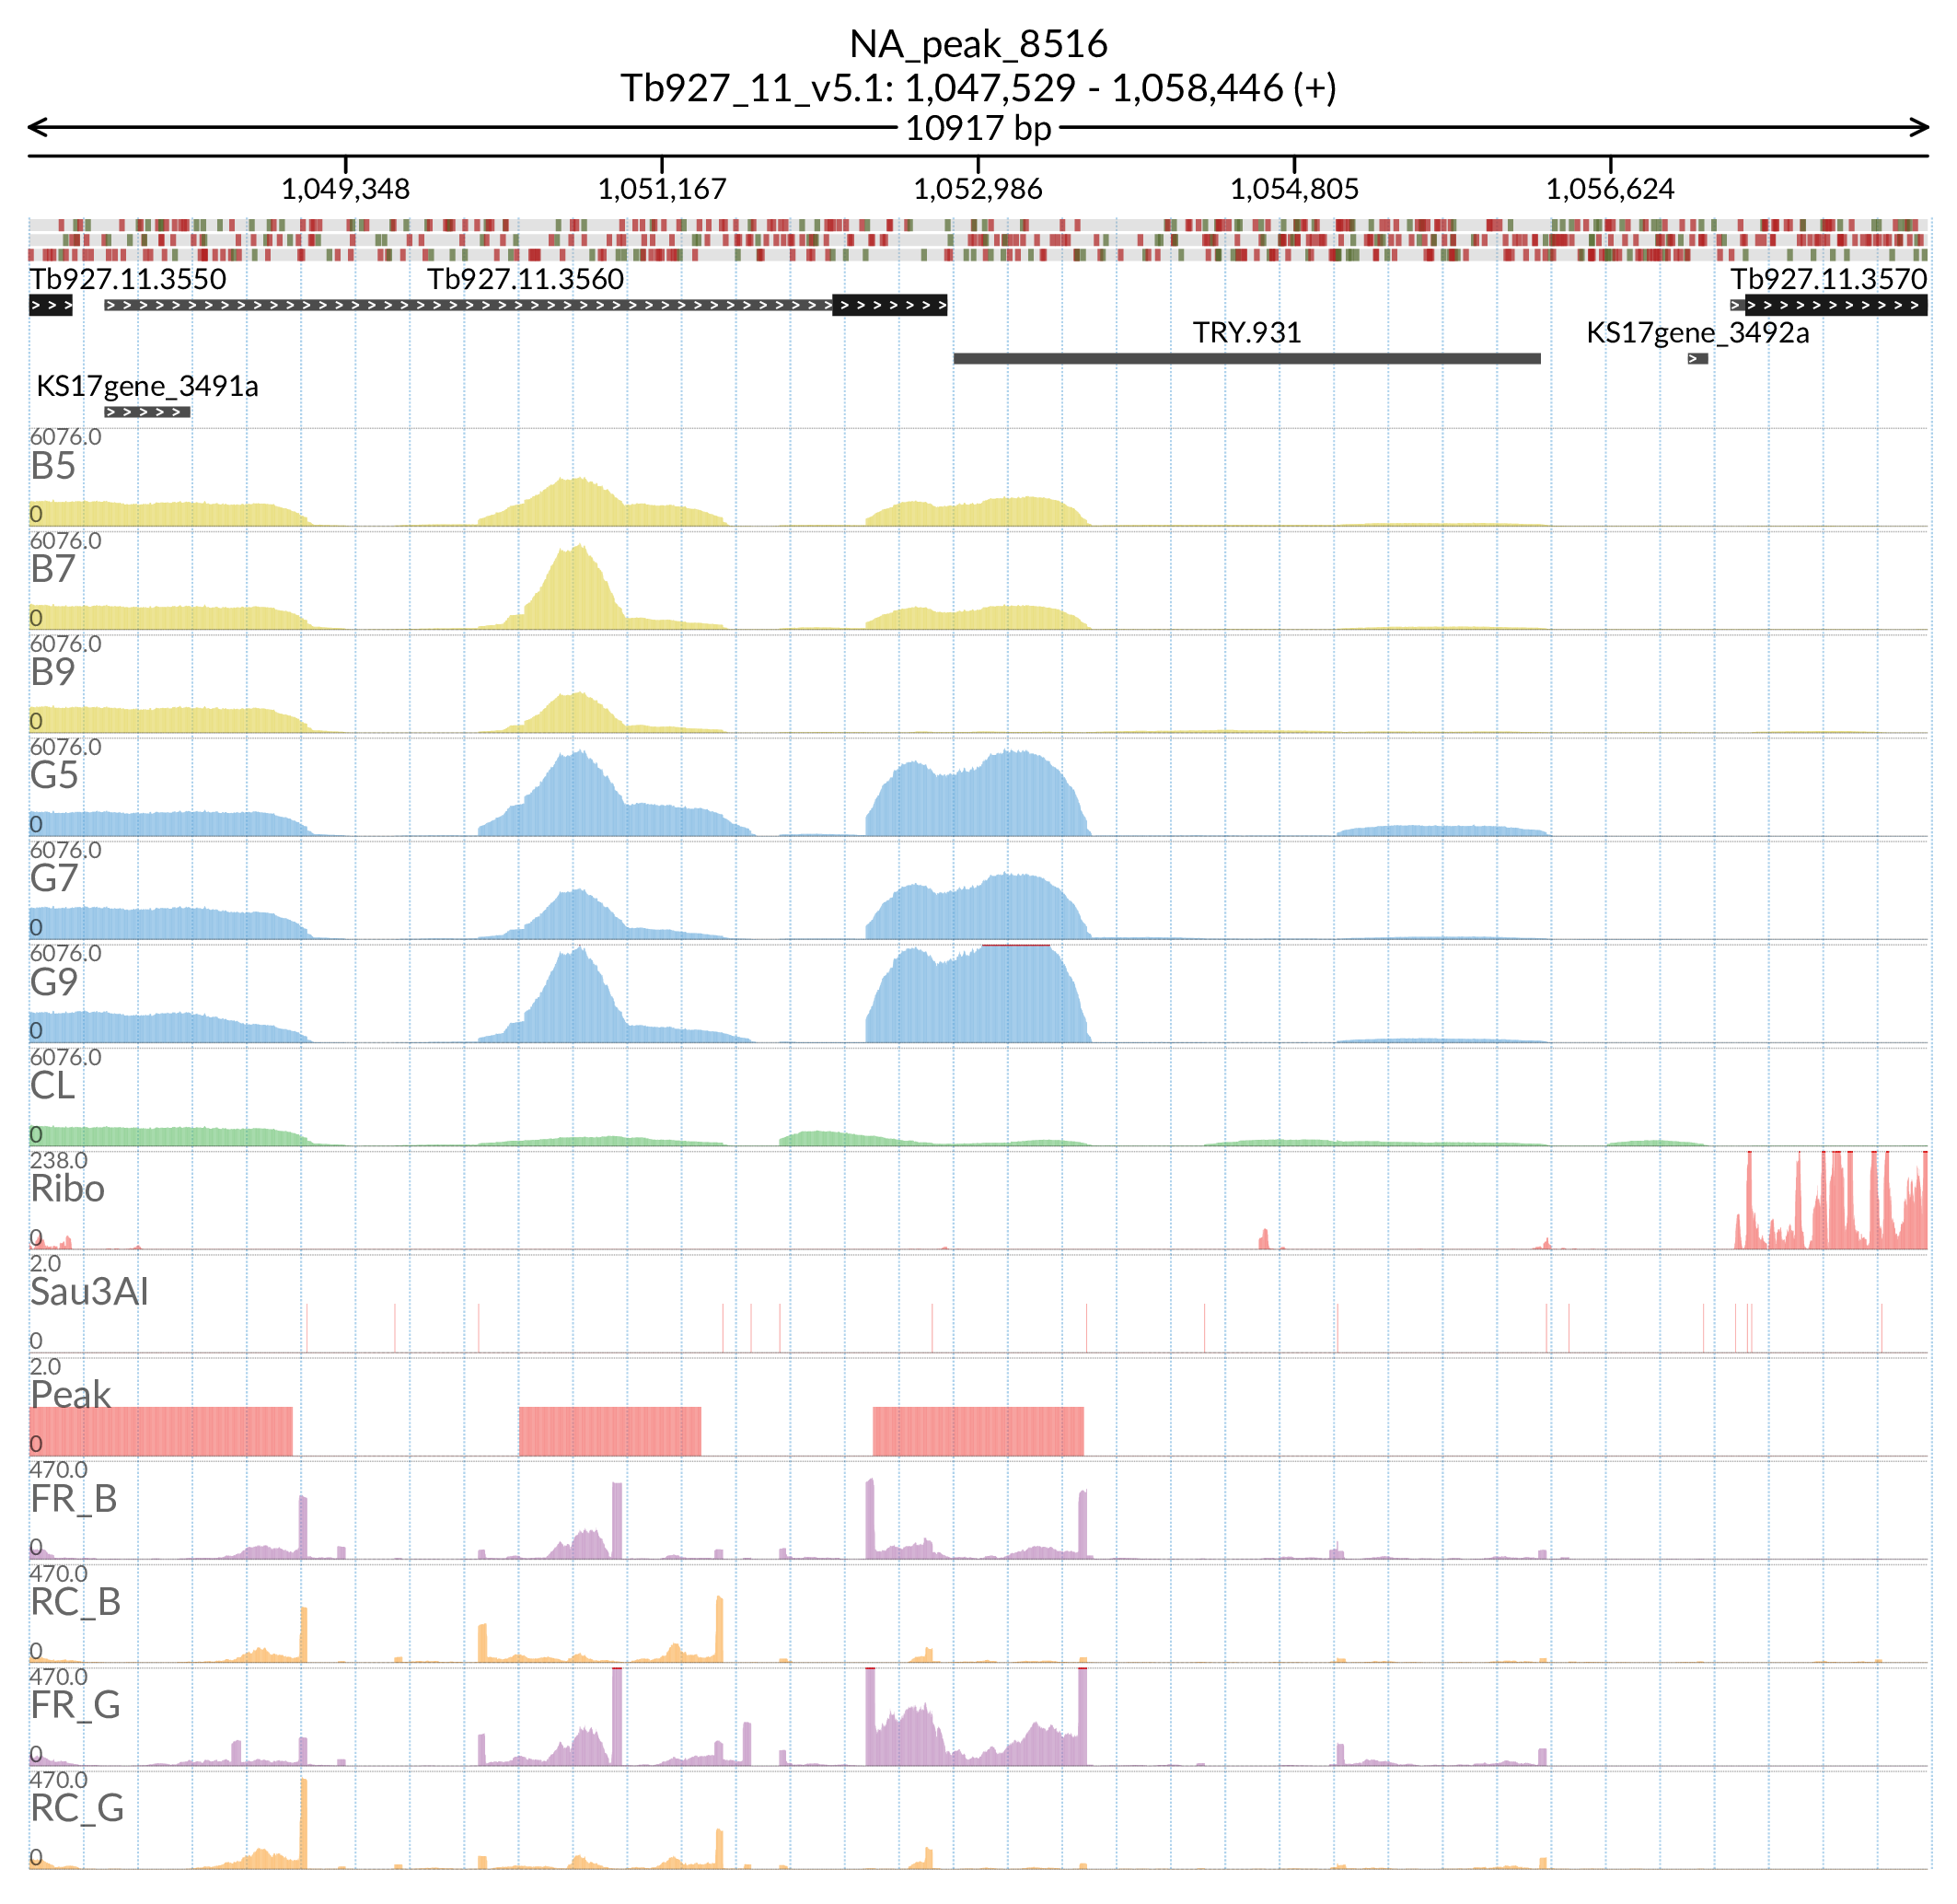 NA_peak_8516
Tb927_11_v5.1: 1,047,529 - 1,058,446 (+)
10917 bp
1,049,348 1,051,167 1,052,986 1,054,805 1,056,624
Tb927.11.3550 Tb927.11.3560 Tb927.11.3570
TRY.931 KS17gene_3492a
KS17gene_3491a
6076.0
B5
0
6076.0
B7
0
6076.0
B9
0
6076.0
G5
0
6076.0
G7
0
6076.0
G9
0
6076.0
CL
0
238.0
Ribo
0
2.0
Sau3AI
0
2.0
Peak
0
470.0
FR_B
0
470.0
RC_B
0
470.0
FR_G
0
470.0
RC_G
0